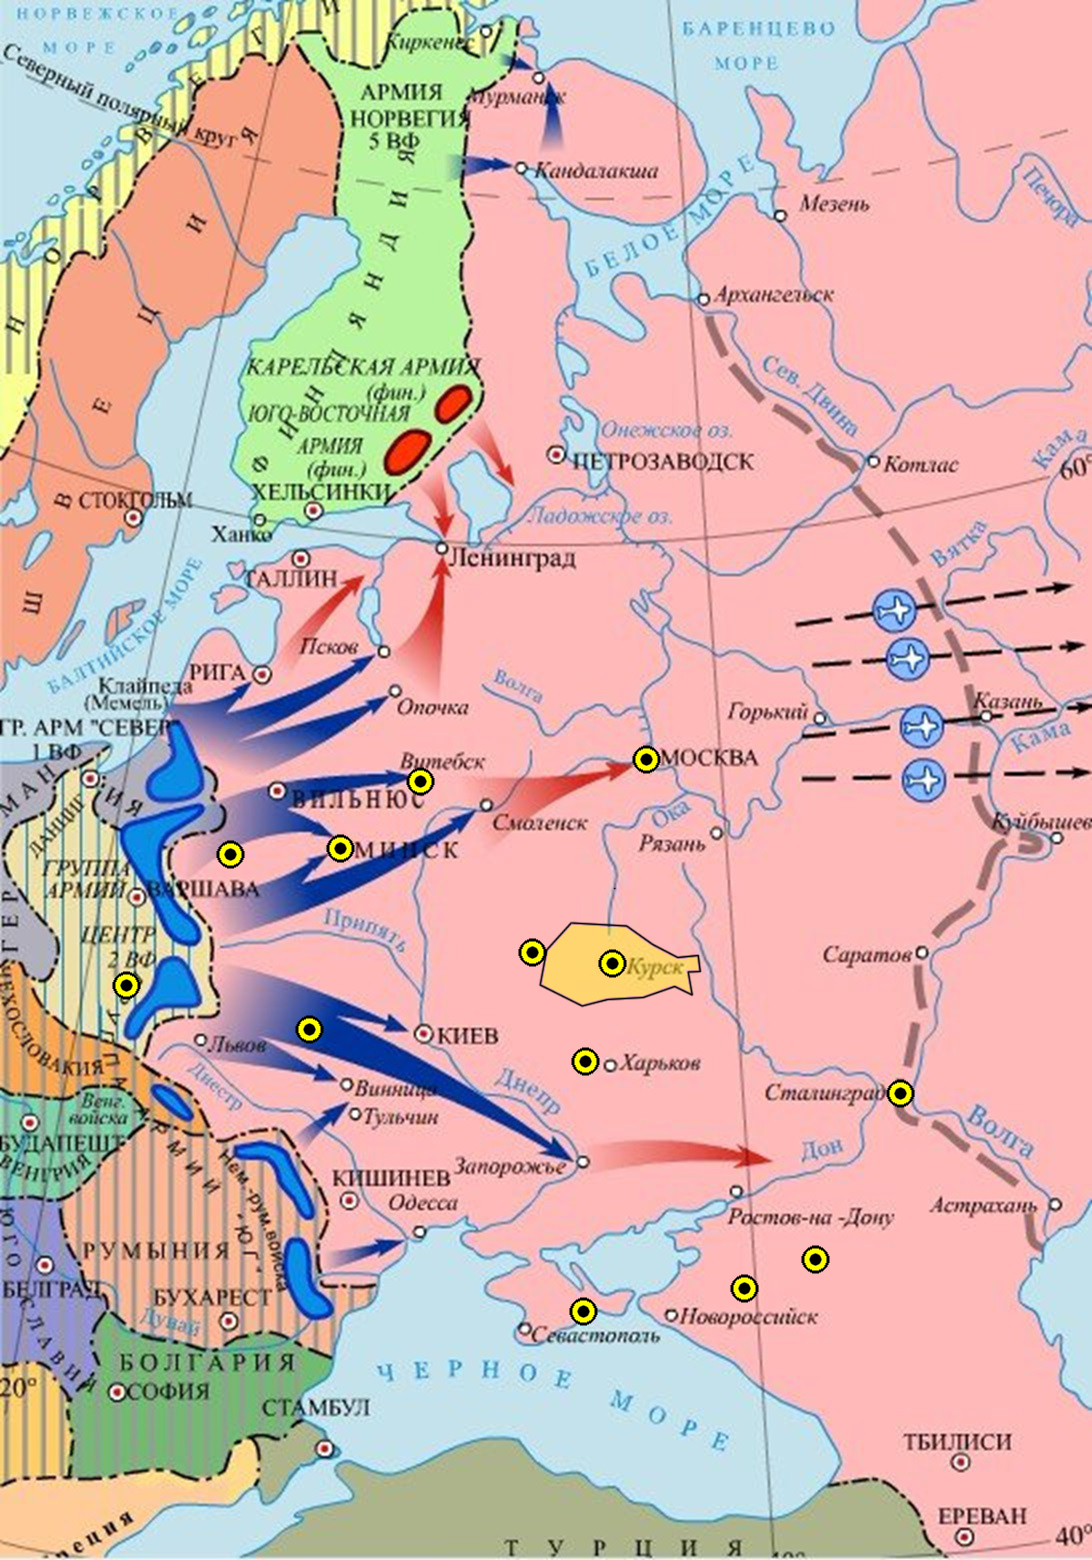 НОРВЕЖСКОЕ
МОРЕ
Северный полярный круг
НОРВЕГИ
ШВЕЦИЯ
ФИНЛЯНДИЯ
Киркенес
БАРЕНЦЕВО
МОРЕ
АРМИЯ
НОРВЕГИЯ
5 ВФ
Мурманск
Кандалакша
Мезень
Печора
БЕЛОЕ МОРЕ
Архангельск
Сев. Двина
КАРЕЛЬСКАЯ АРМИЯ
(фин.)
ЮГО-ВОСТОЧНАЯ
АРМИЯ
(фин.)
Онежское оз.
ПЕТРОЗАВОДСК
Котлас
Кама
60°
СТОКГОЛЬМ
ХЕЛЬСИНКИ
Ханко
Ладожское оз.
Ленинград
ТАЛЛИН
Вятка
БАЛТИЙСКОЕ МОРЕ
Псков
РИГА
Клайпеда
(Мемель)
Опочка
Волга
Горький
Казань
Кама
ГР. АРМ "СЕВЕР"
1 ВФ
ГЕРМАНИЯ
ДАНЦИГ
Витебск
МОСКВА
ВИЛЬНЮС
Смоленск
Ока
Рязань
Куйбышев
МИНСК
ГРУППА
АРМИЙ
ВАРШАВА
ЦЕНТР
2 ВФ
Припять
Саратов
Курск
ЧЕХОСЛОВАКИЯ
ГРУППА АРМИЙ "ЮГ"
Львов
КИЕВ
Харьков
Днестр
Винница
Днепр
Сталинград
Венг.
войска
Тульчин
Волга
БУДАПЕШТ
ВЕНГРИЯ
Нем.-рум.войска
Дон
КИШИНЕВ
Запорожье
Одесса
Астрахань
Ростов-на -Дону
РУМЫНИЯ
ЮГОСЛАВИЯ
БЕЛГРАД
БУХАРЕСТ
Дунай
Новороссийск
Севастополь
БОЛГАРИЯ
20°
СОФИЯ
ЧЕРНОЕ МОРЕ
СТАМБУЛ
ТБИЛИСИ
ЕРЕВАН
реция
ТУРЦИЯ
40°